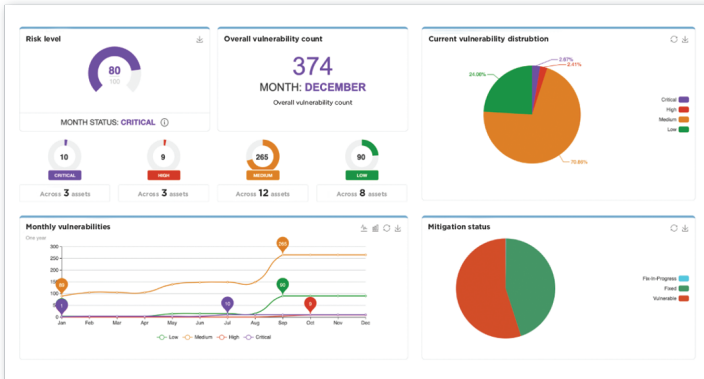 Risk level
80
100
MONTH STATUS: CRITICAL
Overall vulnerability count
374
MONTH: DECEMBER
Overall vulnerability count
10
CRITICAL
Across 3 assets
9
HIGH
Across 3 assets
265
MEDIUM
Across 12 assets
90
LOW
Across 8 assets
Current vulnerability distrubtion
2.67%
2.41%
24.06%
70.86%
Critical
High
Medium
Low
Monthly vulnerabilities
One year
300
250
200
150
100
50
0
1
10
90
9
Jan Feb Mar Apr May Jun Jul Aug Sep Oct Nov Dec
Low Medium High Critical
Mitigation status
Fix-In-Progress
Fixed
Vulnerable